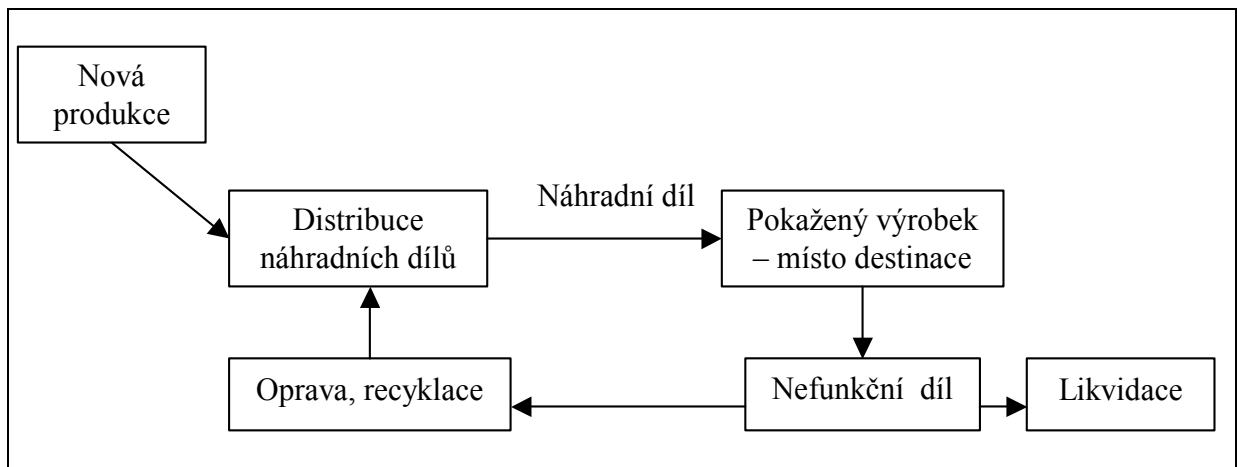 Nová
produkce
Náhradní díl
Distribuce
náhradních dílů
Pokažený výrobek
– místo destinace
Oprava, recyklace
Nefunkční díl
Likvidace